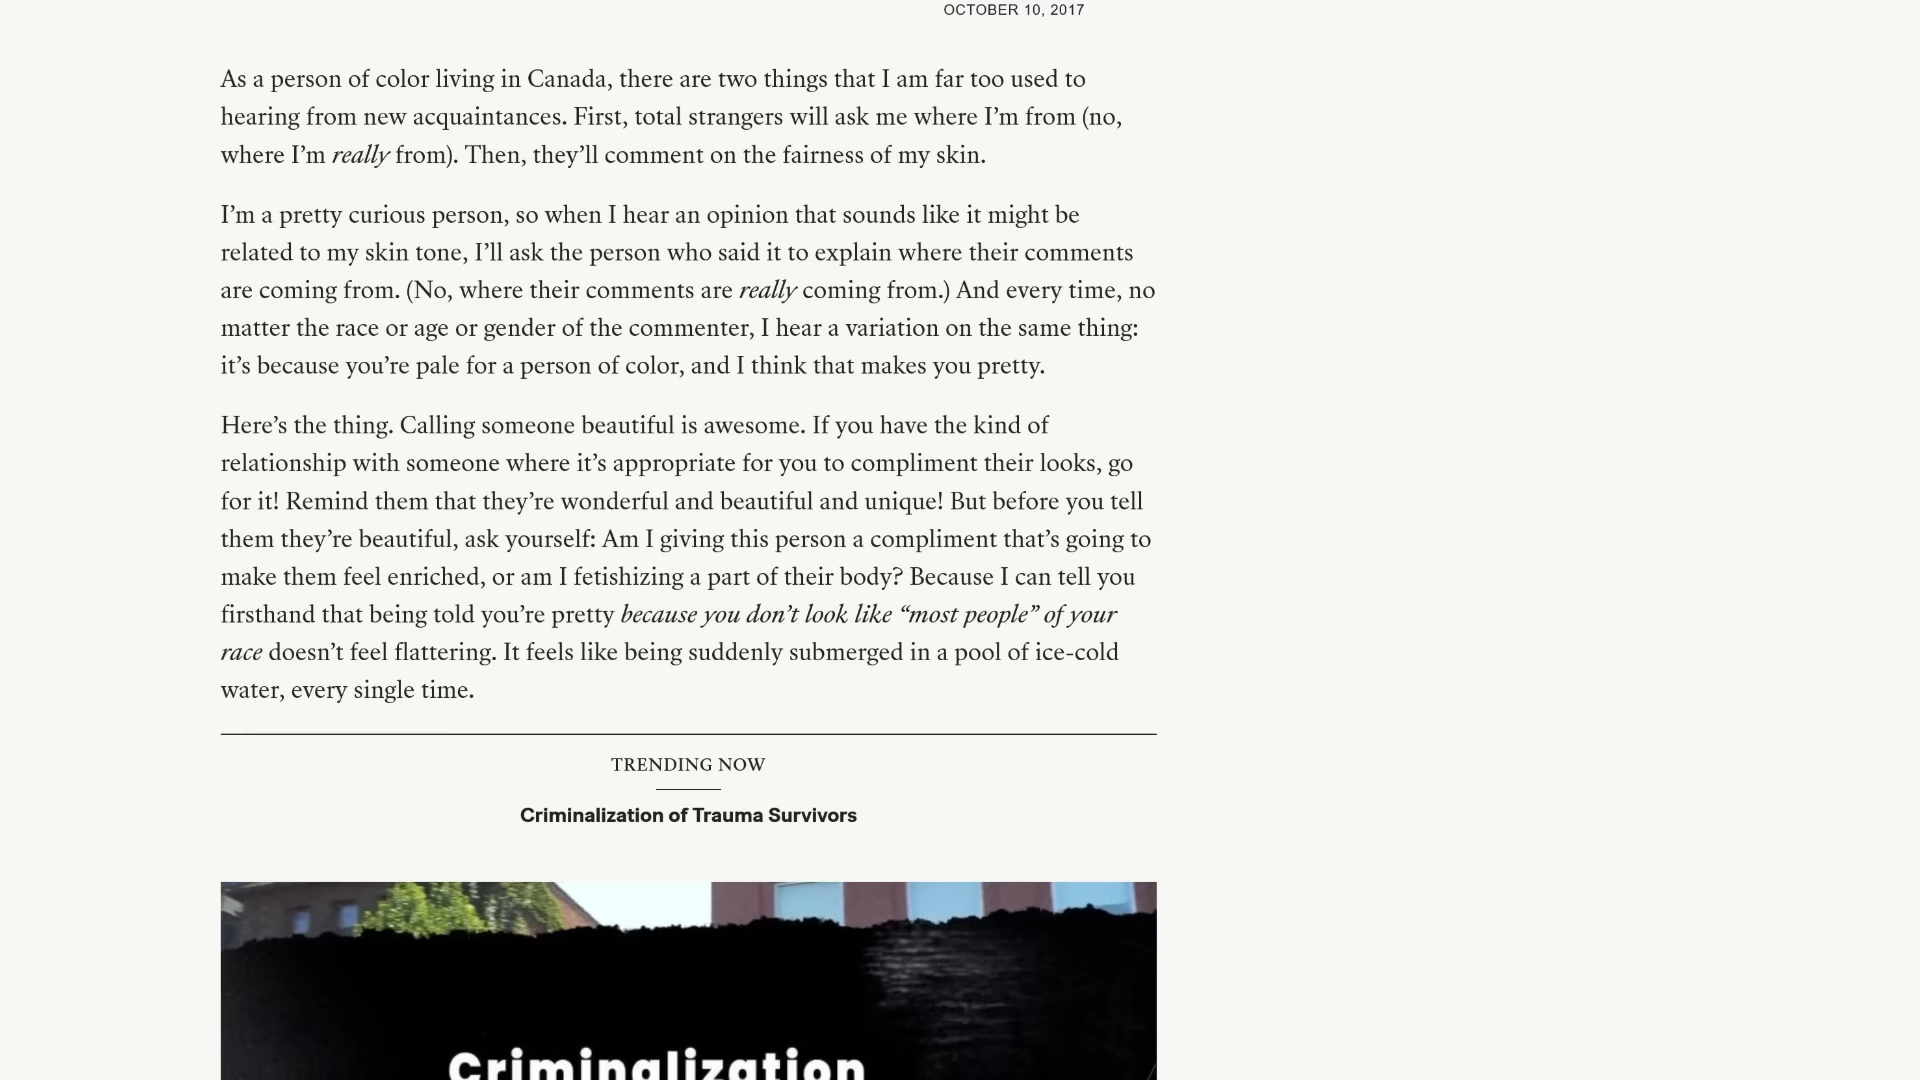 OCTOBER 10, 2017
As a person of color living in Canada, there are two things that I am far too used to
hearing from new acquaintances. First, total strangers will ask me where I’m from (no,
where I’m really from). Then, they’ll comment on the fairness of my skin.
I’m a pretty curious person, so when I hear an opinion that sounds like it might be
related to my skin tone, I’ll ask the person who said it to explain where their comments
are coming from. (No, where their comments are really coming from.) And every time, no
matter the race or age or gender of the commenter, I hear a variation on the same thing:
it’s because you’re pale for a person of color, and I think that makes you pretty.
Here’s the thing. Calling someone beautiful is awesome. If you have the kind of
relationship with someone where it’s appropriate for you to compliment their looks, go
for it! Remind them that they’re wonderful and beautiful and unique! But before you tell
them they’re beautiful, ask yourself: Am I giving this person a compliment that’s going to
make them feel enriched, or am I fetishizing a part of their body? Because I can tell you
firsthand that being told you’re pretty because you don’t look like “most people” of your
race doesn’t feel flattering. It feels like being suddenly submerged in a pool of ice-cold
water, every single time.
TRENDING NOW
Criminalization of Trauma Survivors
Criminalization